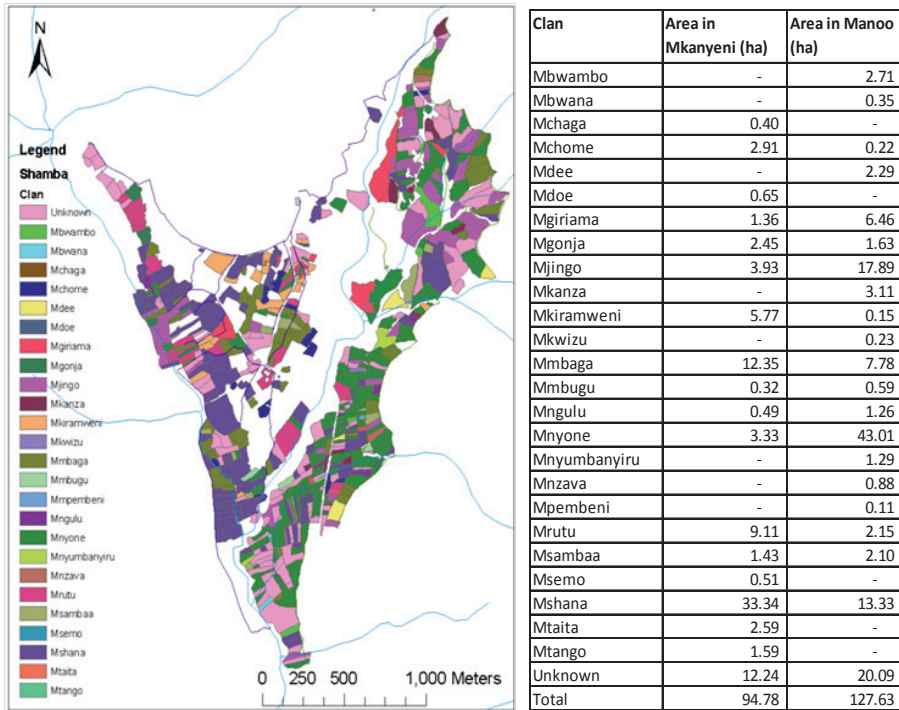 N
Legend
Shamba
Clan
Unknown
Mbwambo
Mbwana
Mchaga
Mchome
Mdee
Mdoe
Mgiriama
Mgonja
Mjingo
Mkanza
Mkiramweni
Mkwizu
Mmbaga
Mmbugu
Mmpembeni
Mngulu
Mnyone
Mnyumbanyiru
Mnzava
Mrutu
Msambaa
Msemo
Mshana
Mtaita
Mtango
0 250 500 1,000 Meters
Clan Area in Mkanyeni (ha) Area in Manoo (ha)
Mbwambo - 2.71
Mbwana - 0.35
Mchaga 0.40 -
Mchome 2.91 0.22
Mdee - 2.29
Mdoe 0.65 -
Mgiriama 1.36 6.46
Mgonja 2.45 1.63
Mjingo 3.93 17.89
Mkanza - 3.11
Mkiramweni 5.77 0.15
Mkwizu - 0.23
Mmbaga 12.35 7.78
Mmbugu 0.32 0.59
Mngulu 0.49 1.26
Mnyone 3.33 43.01
Mnyumbanyiru - 1.29
Mnzava - 0.88
Mpembeni - 0.11
Mrutu 9.11 2.15
Msambaa 1.43 2.10
Msemo 0.51 -
Mshana 33.34 13.33
Mtaita 2.59 -
Mtango 1.59 -
Unknown 12.24 20.09
Total 94.78 127.63